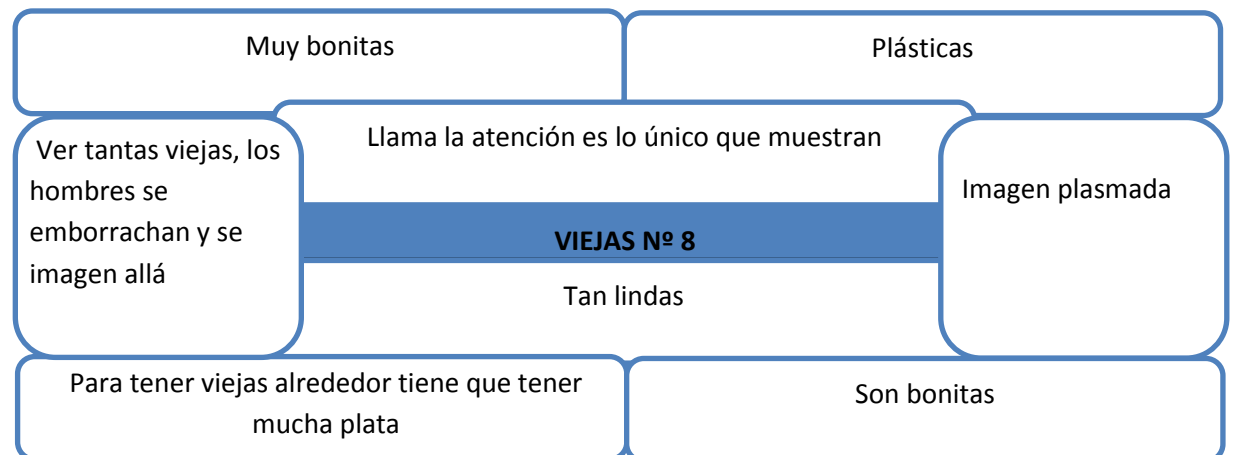 Muy bonitas
Plásticas
Llama la atención es lo único que muestran
Ver tantas viejas, los
hombres se
emborrachan y se
imagen allá
Imagen plasmada
VIEJAS Nº 8
Tan lindas
Para tener viejas alrededor tiene que tener
mucha plata
Son bonitas